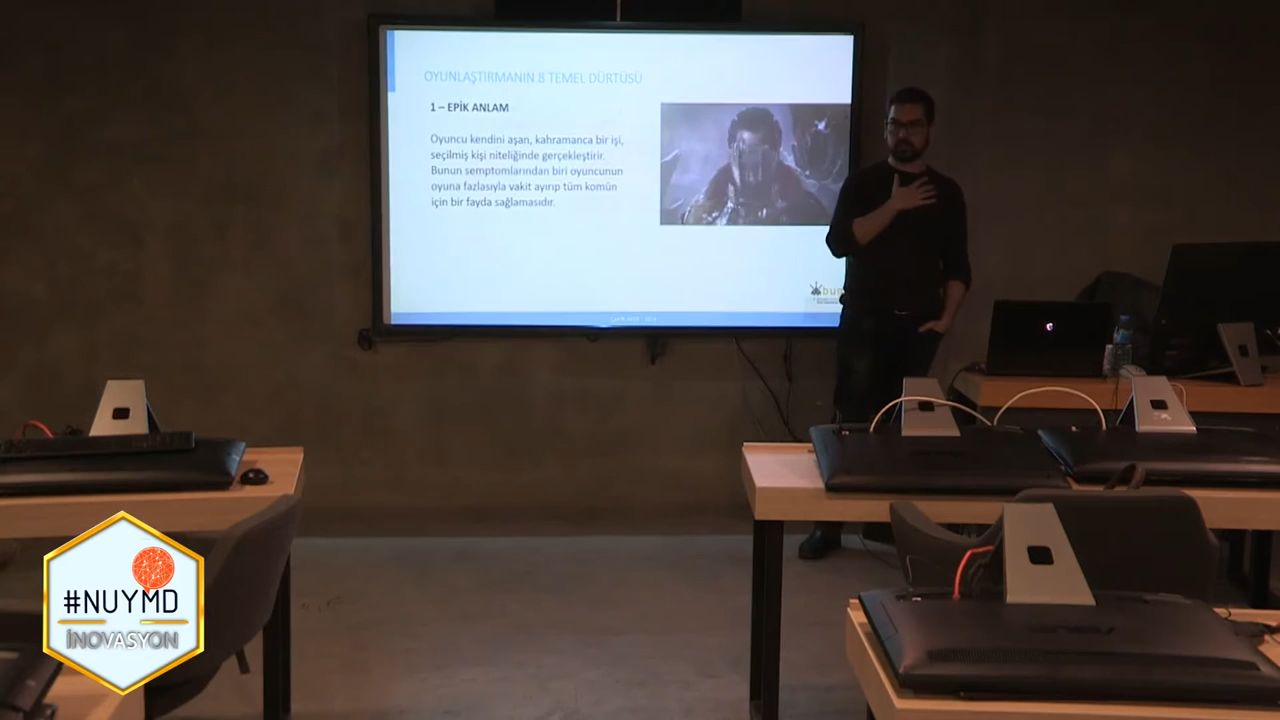 OYUNLAŞTIRMANIN 8 TEMEL DÜRTÜSÜ
1 – EPİK ANLAM
Oyuncu kendini aşan, kahramanca bir işi,
seçilmiş kişi niteliğinde gerçekleştirir.
Bunun semptomlarından biri oyuncunun
oyuna fazlasıyla vakit ayırıp tüm komün
için bir fayda sağlamasıdır.
#NUYMD
İNOVASYON